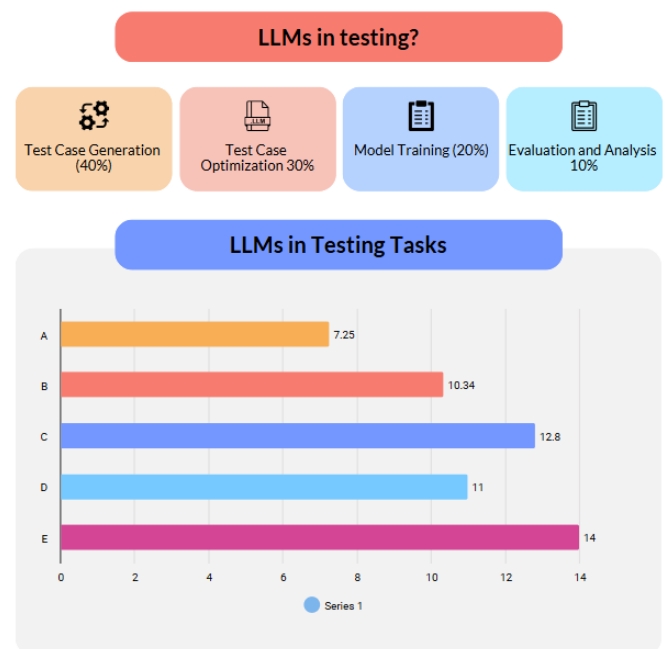 LLMs in testing?
LLM
Test Case Generation
(40%)
Test Case
Optimization 30%
Model Training (20%)
Evaluation and Analysis
10%
LLMs in Testing Tasks
A
7.25
B
10.34
C
12.8
D
11
E
14
0 2 4 6 8 10 12 14
Series 1